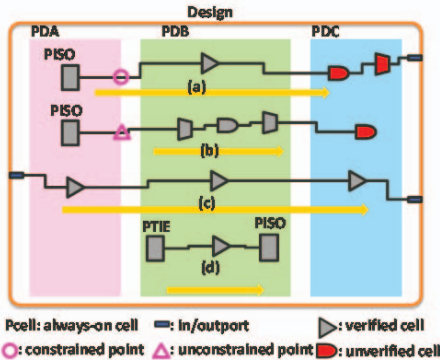 Design
PDA PDB PDC
PISO
(a)
PISO
(b)
(c)
PTIE PISO
(d)
Pcell: always-on cell : in/outport : verified cell
: constrained point : unconstrained point : unverified cell